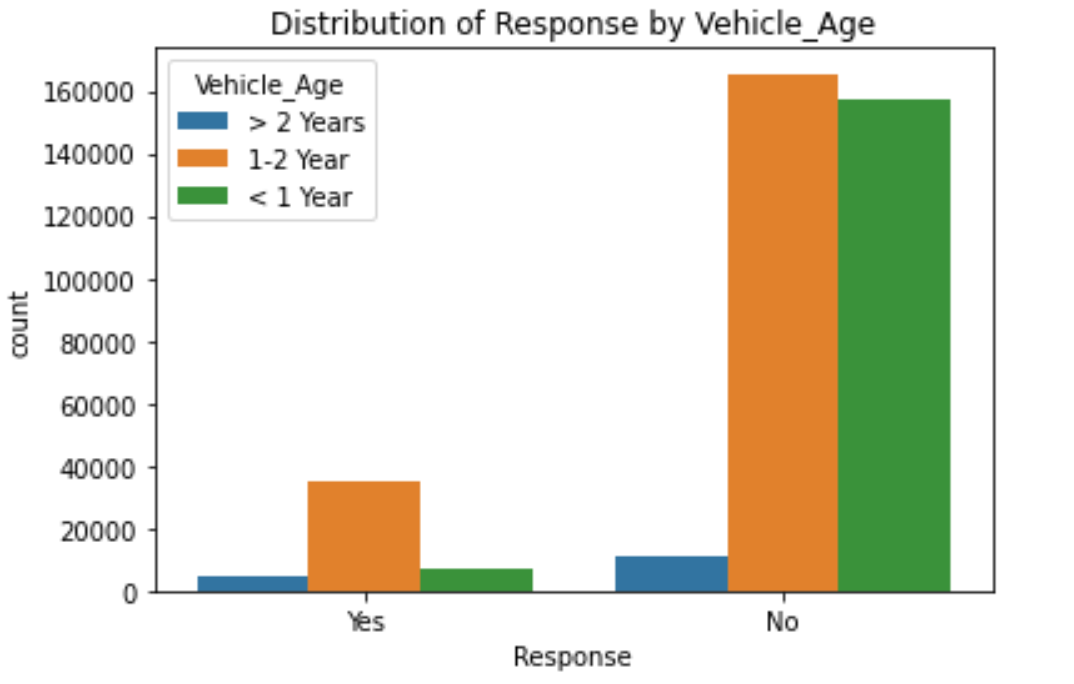 Distribution of Response by Vehicle_Age
Vehicle_Age
> 2 Years
1-2 Year
< 1 Year
160000
140000
120000
100000
80000
60000
40000
20000
0
count
Yes
No
Response